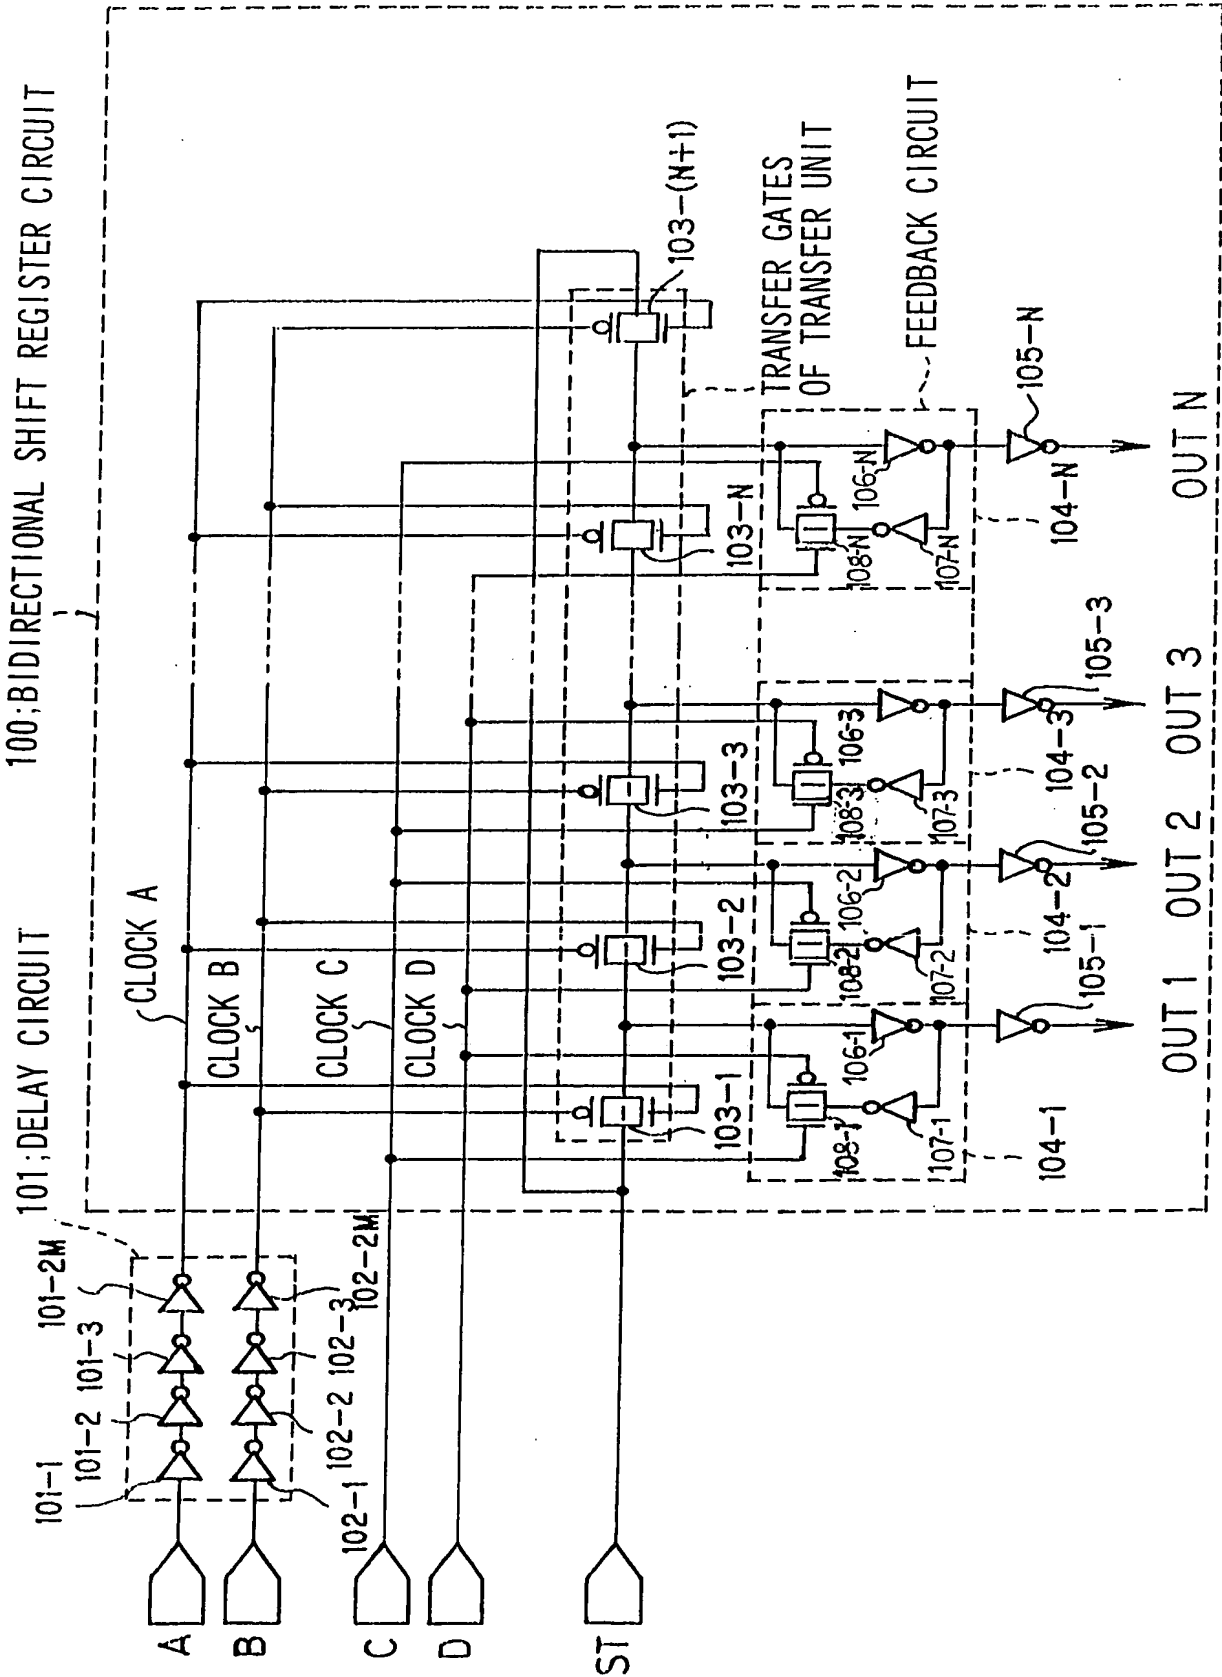 100;BIDIRECTIONAL SHIFT REGISTER CIRCUIT
101;DELAY CIRCUIT
101-1
101-2
101-3
101-2M
102-1
102-2
102-3
102-2M
A
B
C
D
ST
CLOCK A
CLOCK B
CLOCK C
CLOCK D
103-1
103-2
103-3
103-N
103-(N+1)
TRANSFER GATES
OF TRANSFER UNIT
FEEDBACK CIRCUIT
108-1
106-1
107-1
108-2
106-2
107-2
108-3
106-3
107-3
108-N
106-N
107-N
104-1
105-1
104-2
105-2
104-3
105-3
104-N
105-N
OUT 1
OUT 2
OUT 3
OUT N